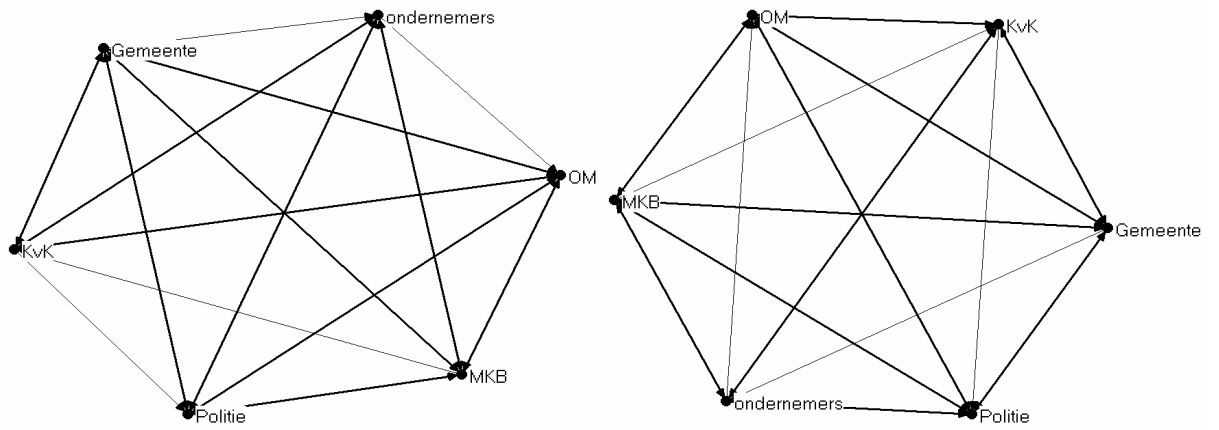 ondernemers
Gemeente
OM
KvK
MKB
Politie
OM
KvK
MKB
Gemeente
ondernemers
Politie